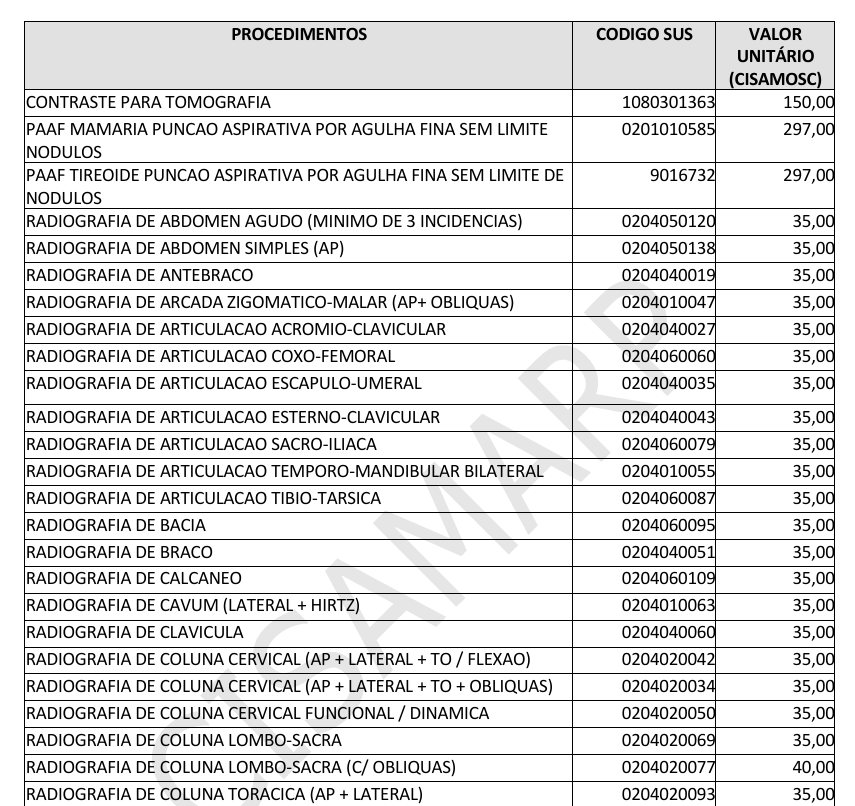 PROCEDIMENTOS CODIGO SUS VALOR
UNITÁRIO
(CISAMOSC)
CONTRASTE PARA TOMOGRAFIA 1080301363 150,00
PAAF MAMARIA PUNCAO ASPIRATIVA POR AGULHA FINA SEM LIMITE 0201010585 297,00
NODULOS
PAAF TIREOIDE PUNCAO ASPIRATIVA POR AGULHA FINA SEM LIMITE DE 9016732 297,00
NODULOS
RADIOGRAFIA DE ABDOMEN AGUDO (MINIMO DE 3 INCIDENCIAS) 0204050120 35,00
RADIOGRAFIA DE ABDOMEN SIMPLES (AP) 0204050138 35,00
RADIOGRAFIA DE ANTEBRACO 0204040019 35,00
RADIOGRAFIA DE ARCADA ZIGOMATICO-MALAR (AP+ OBLIQUAS) 0204010047 35,00
RADIOGRAFIA DE ARTICULACAO ACROMIO-CLAVICULAR 0204040027 35,00
RADIOGRAFIA DE ARTICULACAO COXO-FEMORAL 0204060060 35,00
RADIOGRAFIA DE ARTICULACAO ESCAPULO-UMERAL 0204040035 35,00
RADIOGRAFIA DE ARTICULACAO ESTERNO-CLAVICULAR 0204040043 35,00
RADIOGRAFIA DE ARTICULACAO SACRO-ILIACA 0204060079 35,00
RADIOGRAFIA DE ARTICULACAO TEMPORO-MANDIBULAR BILATERAL 0204010055 35,00
RADIOGRAFIA DE ARTICULACAO TIBIO-TARSICA 0204060087 35,00
RADIOGRAFIA DE BACIA 0204060095 35,00
RADIOGRAFIA DE BRACO 0204040051 35,00
RADIOGRAFIA DE CALCANEO 0204060109 35,00
RADIOGRAFIA DE CAVUM (LATERAL + HIRTZ) 0204010063 35,00
RADIOGRAFIA DE CLAVICULA 0204040060 35,00
RADIOGRAFIA DE COLUNA CERVICAL (AP + LATERAL + TO / FLEXAO) 0204020042 35,00
RADIOGRAFIA DE COLUNA CERVICAL (AP + LATERAL + TO + OBLIQUAS) 0204020034 35,00
RADIOGRAFIA DE COLUNA CERVICAL FUNCIONAL / DINAMICA 0204020050 35,00
RADIOGRAFIA DE COLUNA LOMBO-SACRA 0204020069 35,00
RADIOGRAFIA DE COLUNA LOMBO-SACRA (C/ OBLIQUAS) 0204020077 40,00
RADIOGRAFIA DE COLUNA TORACICA (AP + LATERAL) 0204020093 35,00
CISAMARP